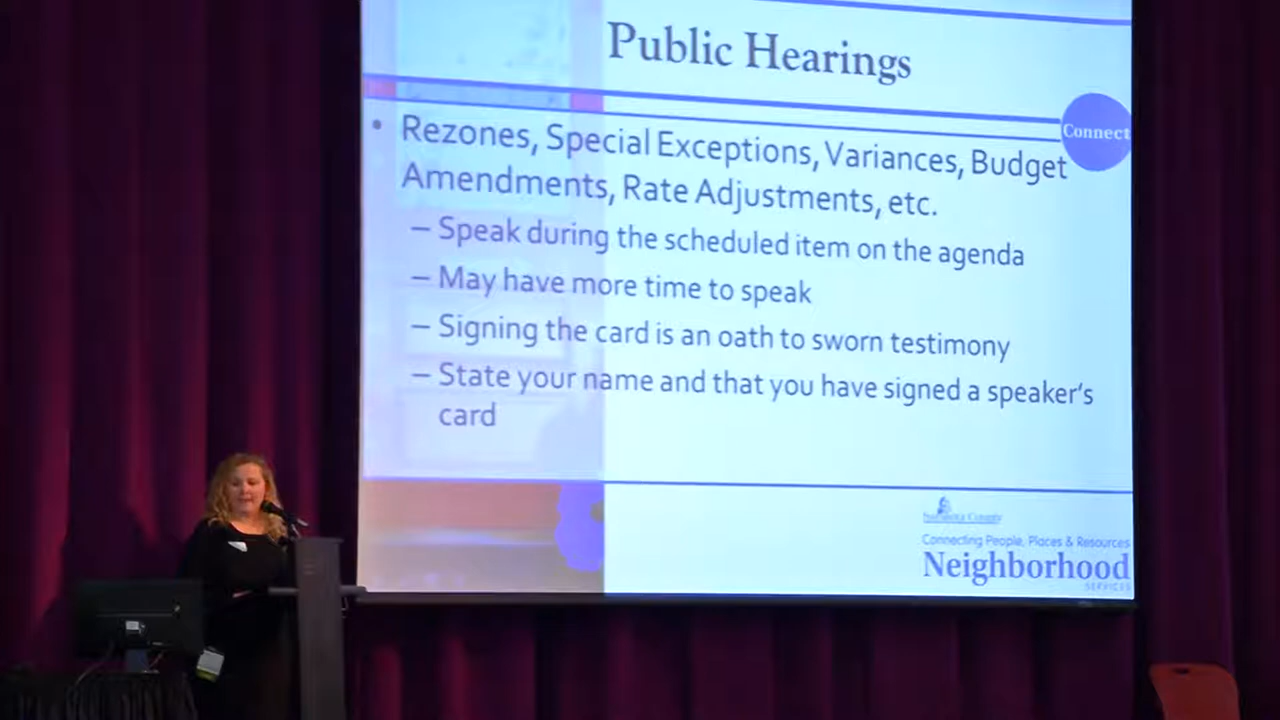 Public Hearings
Connect
• Rezones, Special Exceptions, Variances, Budget
Amendments, Rate Adjustments, etc.
– Speak during the scheduled item on the agenda
– May have more time to speak
– Signing the card is an oath to sworn testimony
– State your name and that you have signed a speaker's
card
County
Connecting People, Places & Resources
Neighborhood
SERVICES